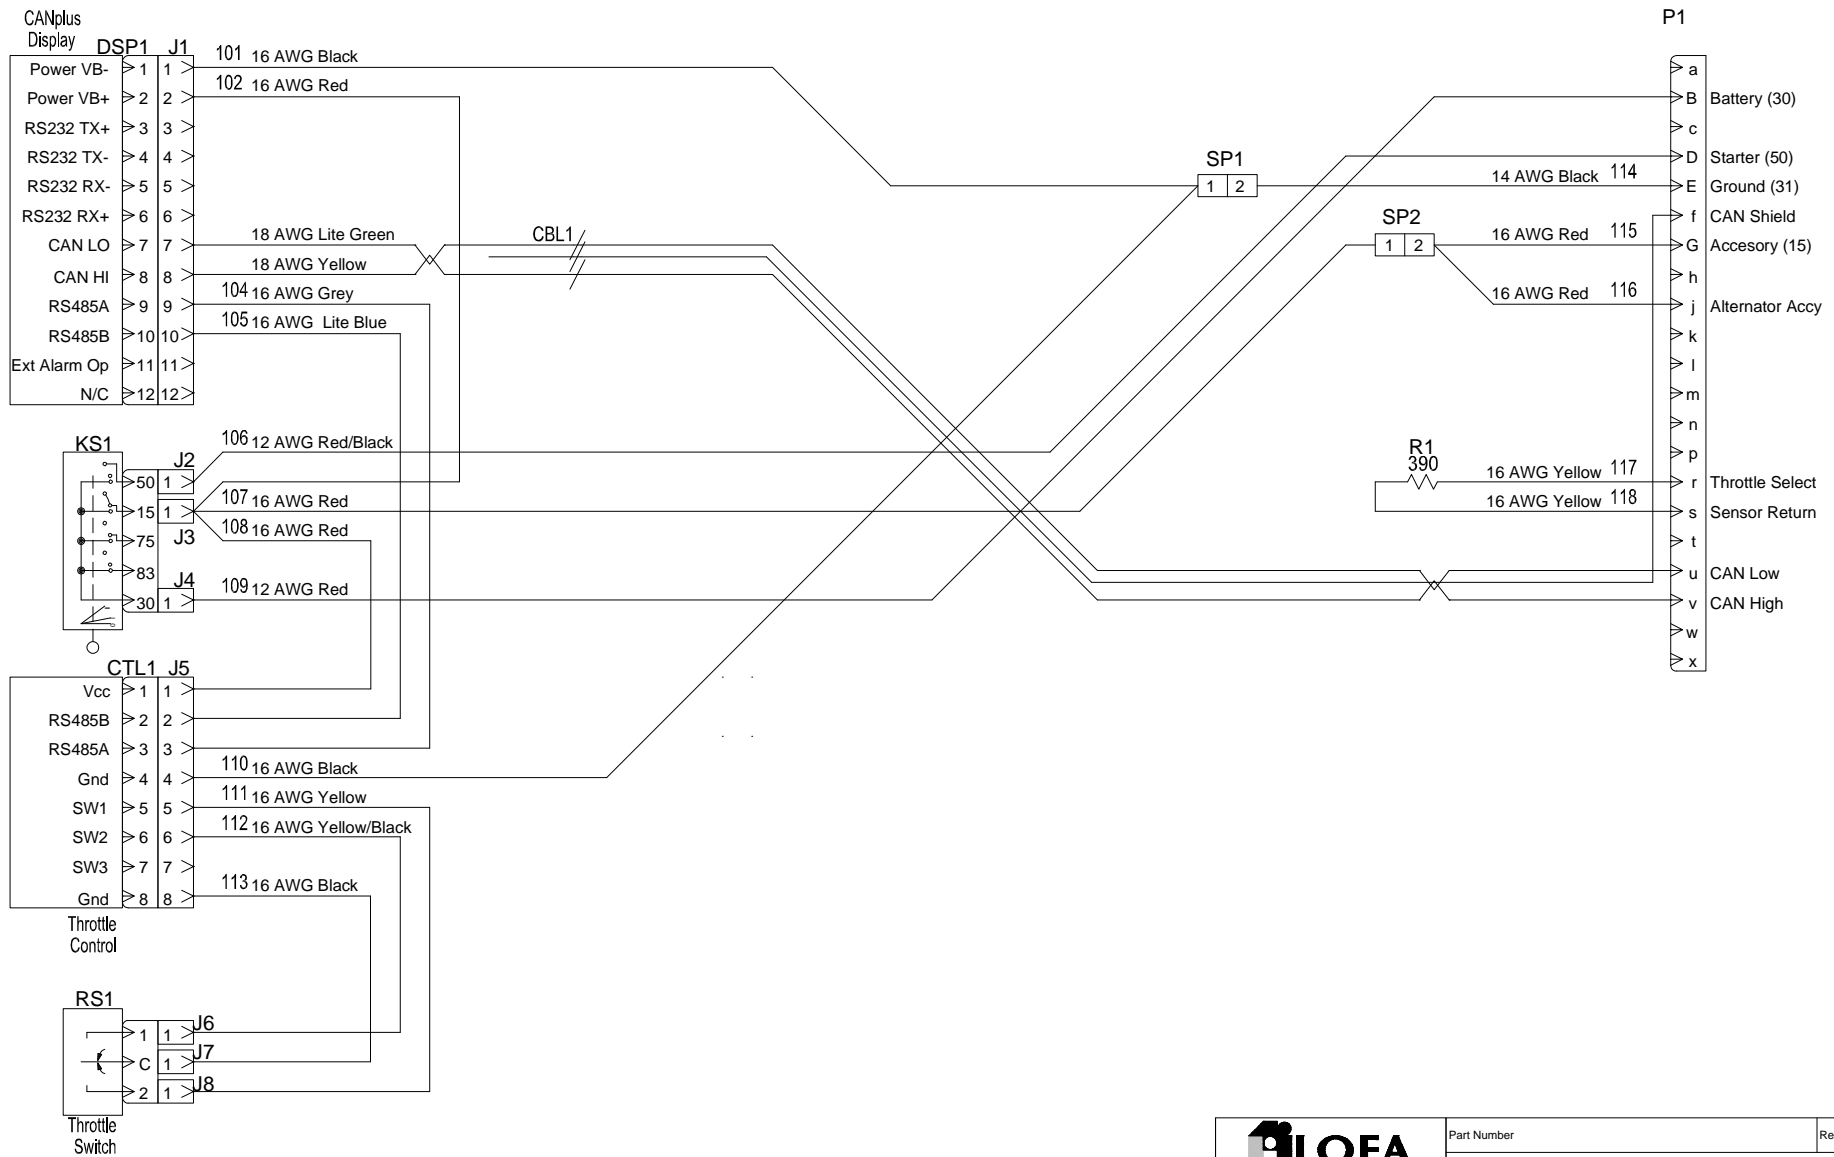 CANplus
Display
DSP1 J1
Power VB- 1 1
Power VB+ 2 2
RS232 TX+ 3 3
RS232 TX- 4 4
RS232 RX- 5 5
RS232 RX+ 6 6
CAN LO 7 7
CAN HI 8 8
RS485A 9 9
RS485B 10 10
Ext Alarm Op 11 11
N/C 12 12
101 16 AWG Black
102 16 AWG Red
18 AWG Lite Green
18 AWG Yellow
104 16 AWG Grey
105 16 AWG Lite Blue
CBL1
KS1
J2
50 1
15 1
J3
75
83
J4
30 1
106 12 AWG Red/Black
107 16 AWG Red
108 16 AWG Red
109 12 AWG Red
CTL1 J5
Vcc 1 1
RS485B 2 2
RS485A 3 3
Gnd 4 4
SW1 5 5
SW2 6 6
SW3 7 7
Gnd 8 8
Throttle
Control
110 16 AWG Black
111 16 AWG Yellow
112 16 AWG Yellow/Black
113 16 AWG Black
RS1
J6
1 1
J7
C 1
J8
2 1
Throttle
Switch
SP1
1 2
SP2
1 2
14 AWG Black 114
16 AWG Red 115
16 AWG Red 116
R1
390
16 AWG Yellow 117
16 AWG Yellow 118
P1
a
B Battery (30)
c
D Starter (50)
E Ground (31)
f CAN Shield
G Accesory (15)
h
j Alternator Accy
k
l
m
n
p
r Throttle Select
s Sensor Return
t
u CAN Low
v CAN High
w
x
LOFA
Part Number
Re